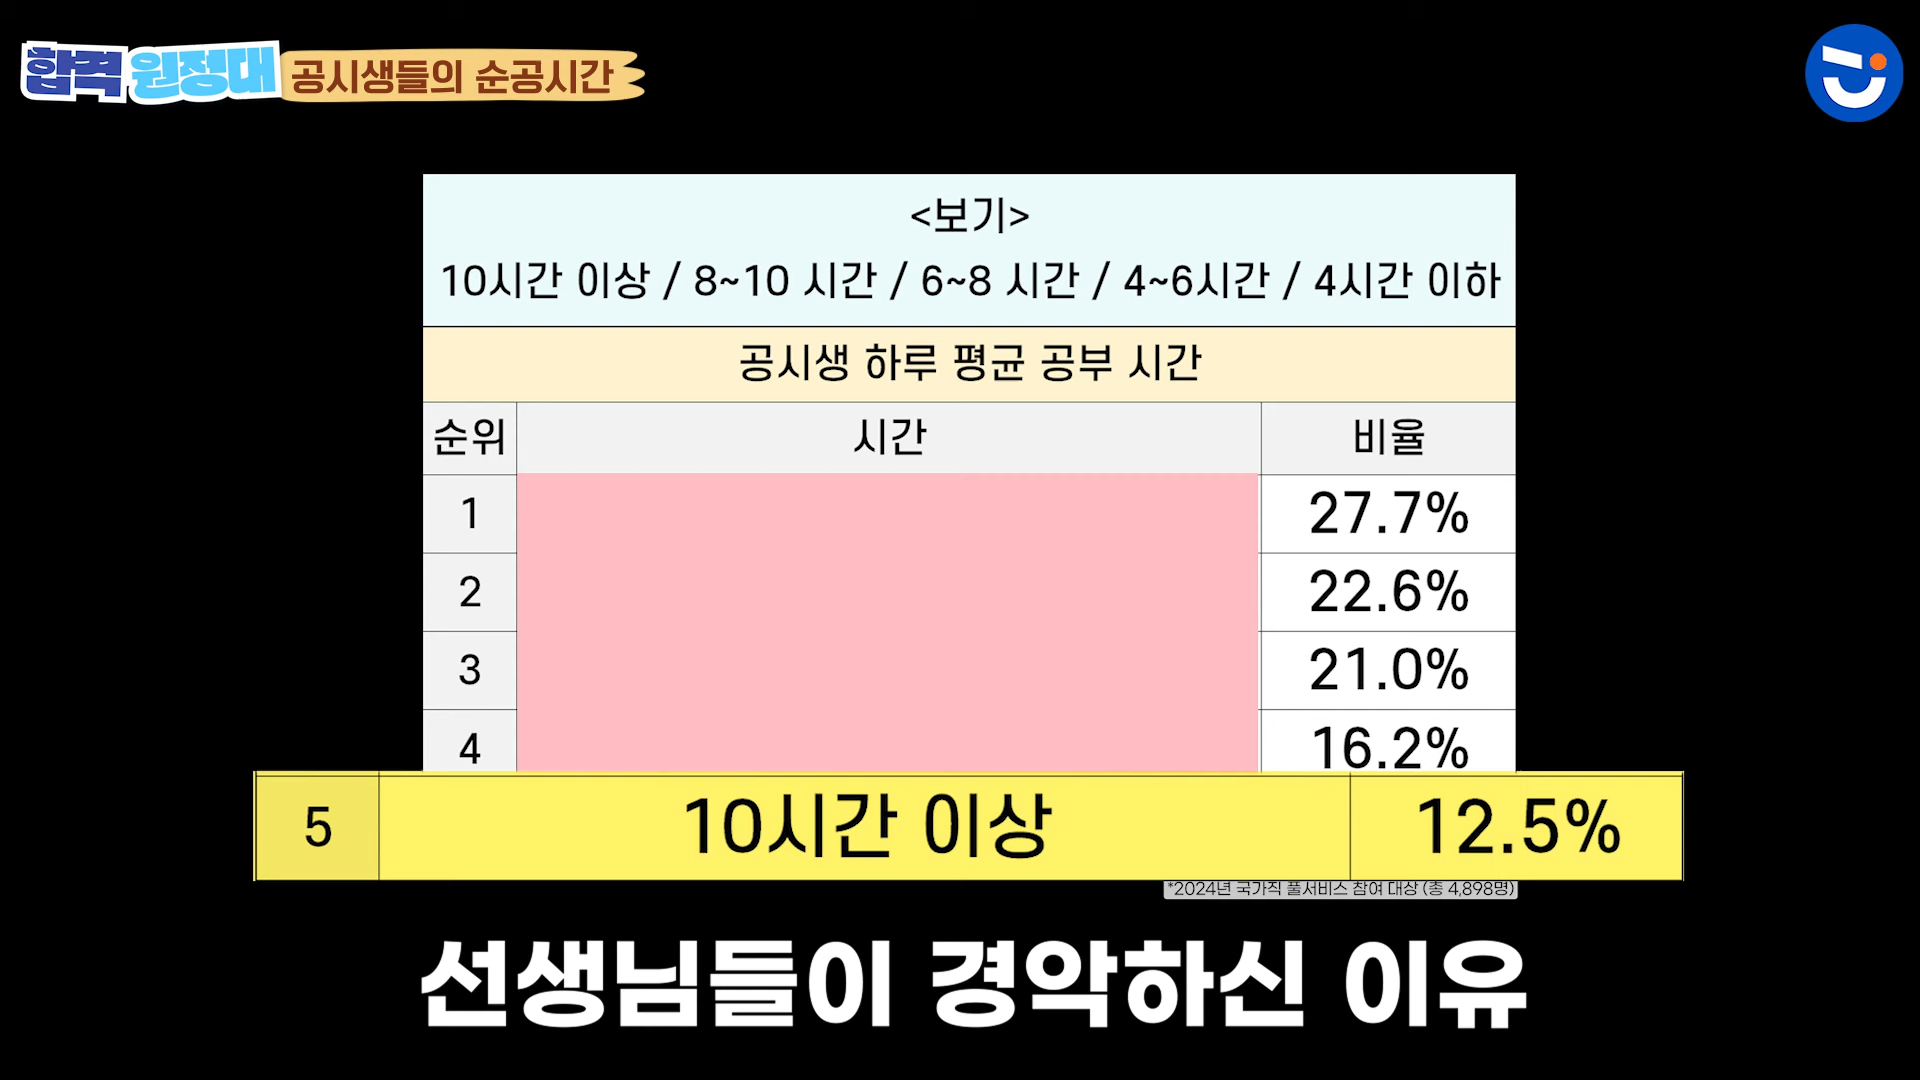 합격 원정대 공시생들의 순공시간
<보기>
10시간 이상 / 8~10 시간 / 6~8 시간 / 4~6시간 / 4시간 이하
공시생 하루 평균 공부 시간
순위 시간 비율
1 27.7%
2 22.6%
3 21.0%
4 16.2%
5 10시간 이상 12.5%
*2024년 국가직 풀서비스 참여 대상 (총 4,898명)
선생님들이 경악하신 이유